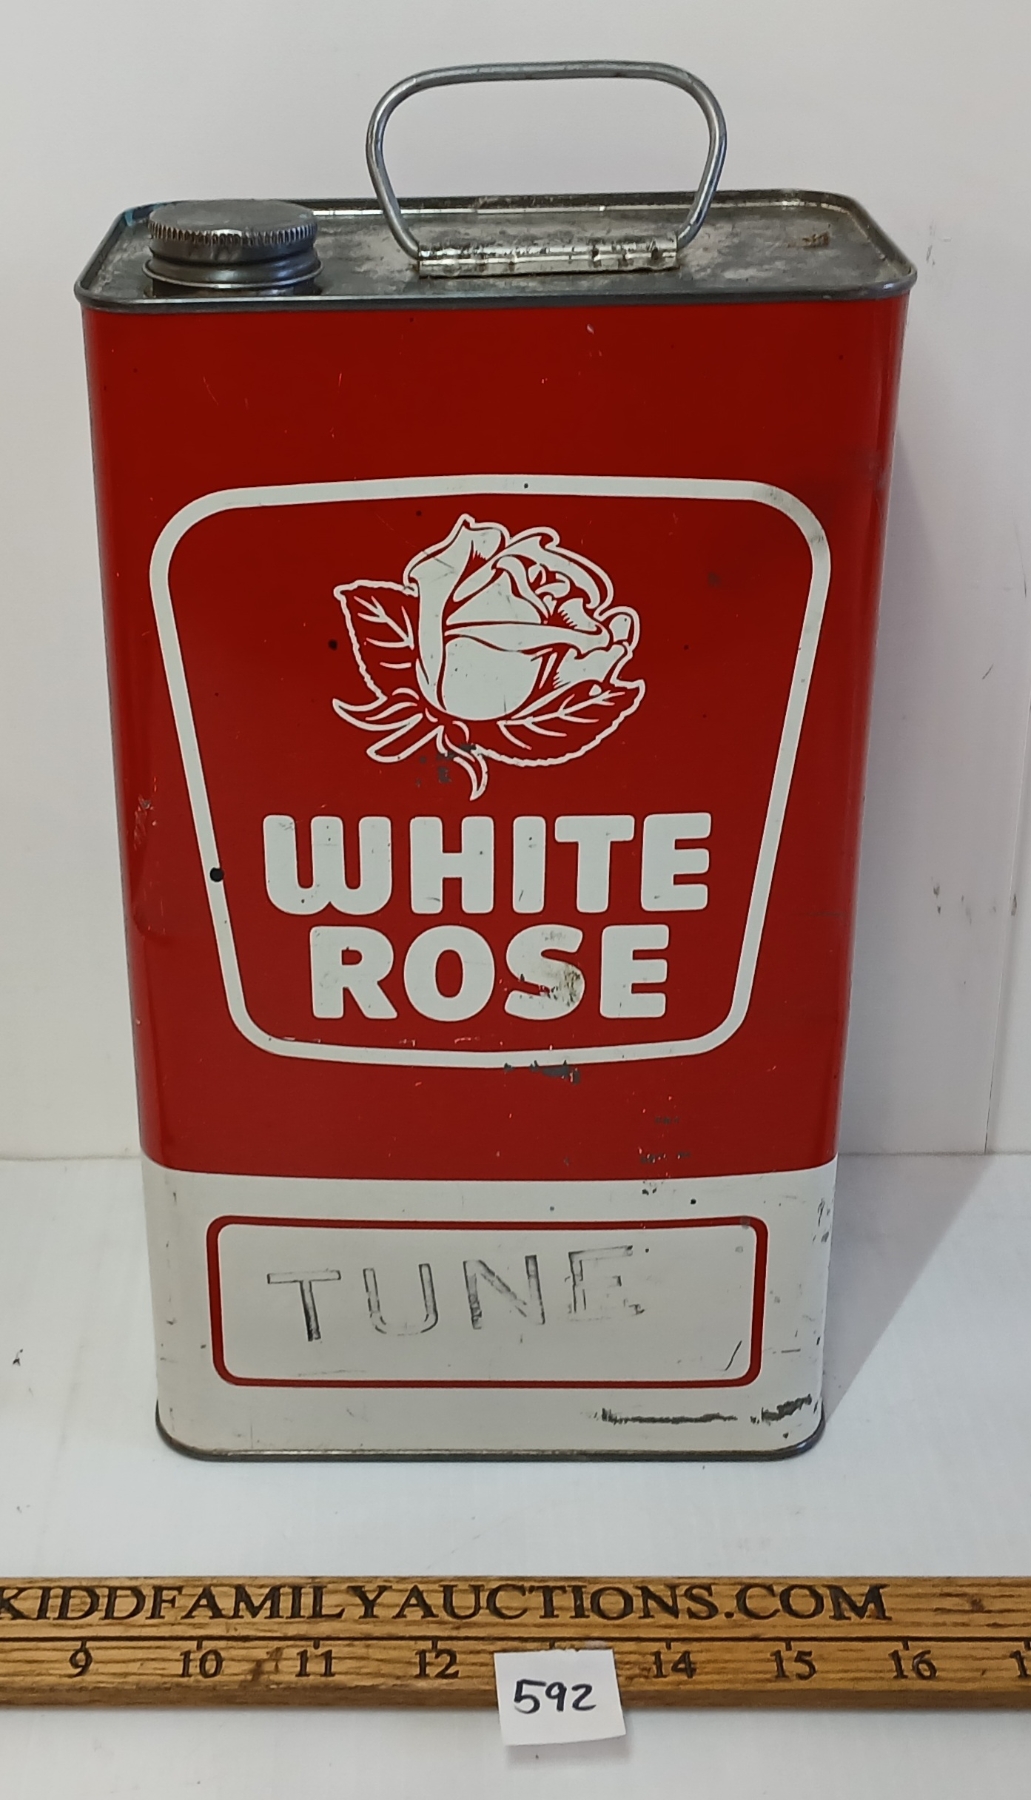 WHITE
ROSE
TUNE
KIDDFAMILYAUCTIONS.COM
9 10 11 12 14 15 16
592